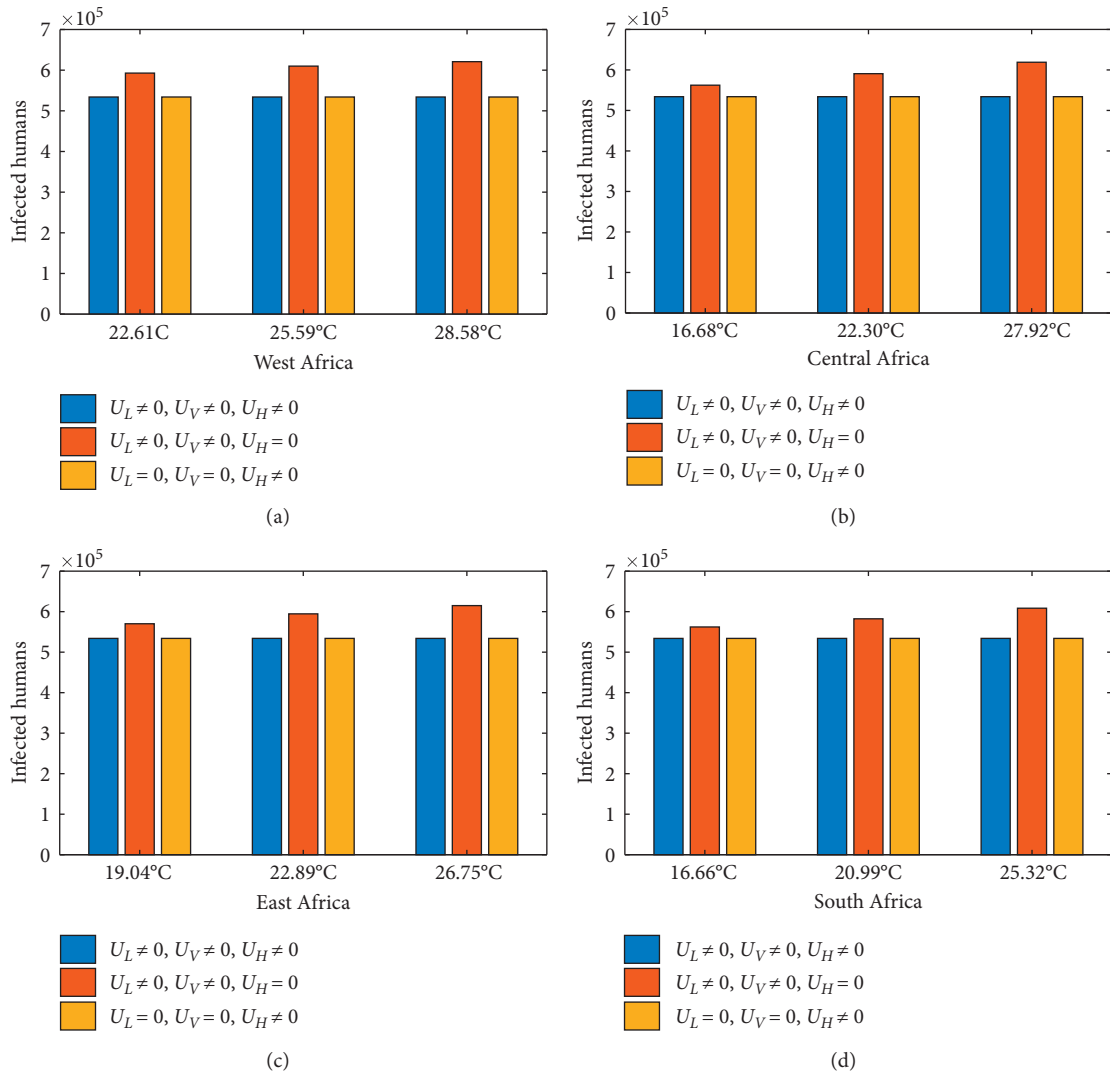 ×10⁵
7
6
5
4
3
2
1
0
Infected humans
22.61C 25.59°C 28.58°C
West Africa
U_L ≠ 0, U_V ≠ 0, U_H ≠ 0
U_L ≠ 0, U_V ≠ 0, U_H = 0
U_L = 0, U_V = 0, U_H ≠ 0
(a)
×10⁵
7
6
5
4
3
2
1
0
Infected humans
16.68°C 22.30°C 27.92°C
Central Africa
U_L ≠ 0, U_V ≠ 0, U_H ≠ 0
U_L ≠ 0, U_V ≠ 0, U_H = 0
U_L = 0, U_V = 0, U_H ≠ 0
(b)
×10⁵
7
6
5
4
3
2
1
0
Infected humans
19.04°C 22.89°C 26.75°C
East Africa
U_L ≠ 0, U_V ≠ 0, U_H ≠ 0
U_L ≠ 0, U_V ≠ 0, U_H = 0
U_L = 0, U_V = 0, U_H ≠ 0
(c)
×10⁵
7
6
5
4
3
2
1
0
Infected humans
16.66°C 20.99°C 25.32°C
South Africa
U_L ≠ 0, U_V ≠ 0, U_H ≠ 0
U_L ≠ 0, U_V ≠ 0, U_H = 0
U_L = 0, U_V = 0, U_H ≠ 0
(d)